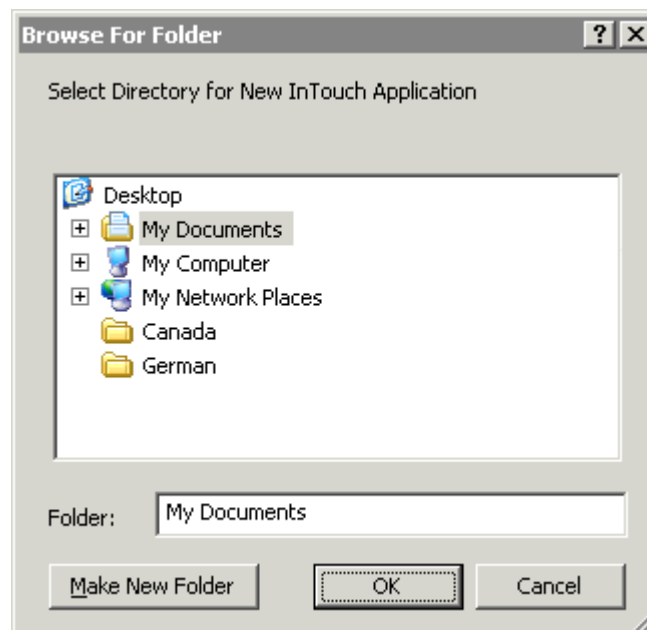 Browse For Folder
Select Directory for New InTouch Application
Desktop
My Documents
My Computer
My Network Places
Canada
German
Folder: My Documents
Make New Folder OK Cancel